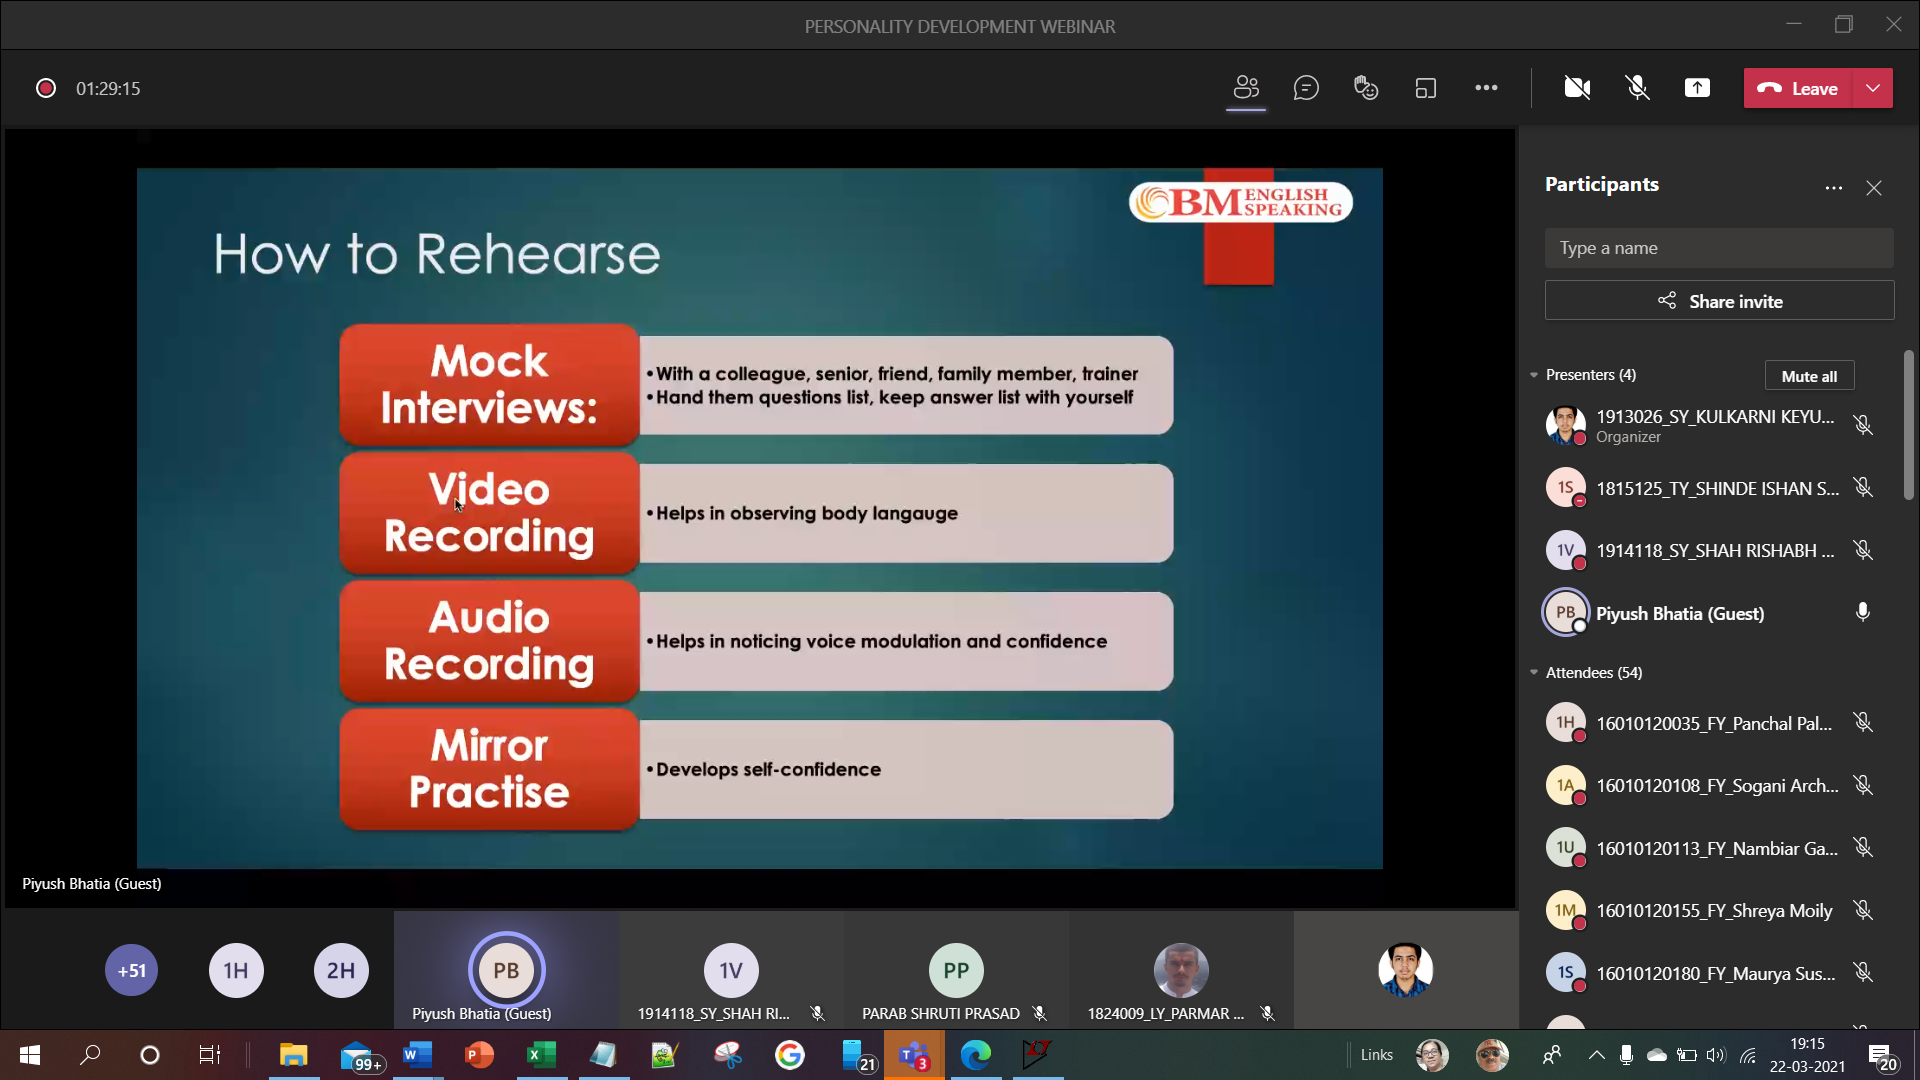 PERSONALITY DEVELOPMENT WEBINAR
01:29:15
Leave
BM ENGLISH
SPEAKING
How to Rehearse
Mock
Interviews:
•With a colleague, senior, friend, family member, trainer
•Hand them questions list, keep answer list with yourself
Video
Recording
•Helps in observing body langauge
Audio
Recording
•Helps in noticing voice modulation and confidence
Mirror
Practise
•Develops self-confidence
Piyush Bhatia (Guest)
Participants
Type a name
Share invite
Presenters (4)
Mute all
1913026_SY_KULKARNI KEYU...
Organizer
1S
1815125_TY_SHINDE ISHAN S...
1V
1914118_SY_SHAH RISHABH ...
PB
Piyush Bhatia (Guest)
Attendees (54)
1H
16010120035_FY_Panchal Pal...
1A
16010120108_FY_Sogani Arch...
1U
16010120113_FY_Nambiar Ga...
1M
16010120155_FY_Shreya Moily
1S
16010120180_FY_Maurya Sus...
+51
1H
2H
PB
Piyush Bhatia (Guest)
1V
1914118_SY_SHAH RI...
PP
PARAB SHRUTI PRASAD
1824009_LY_PARMAR ...
99+
21
3
Links
19:15
22-03-2021
20